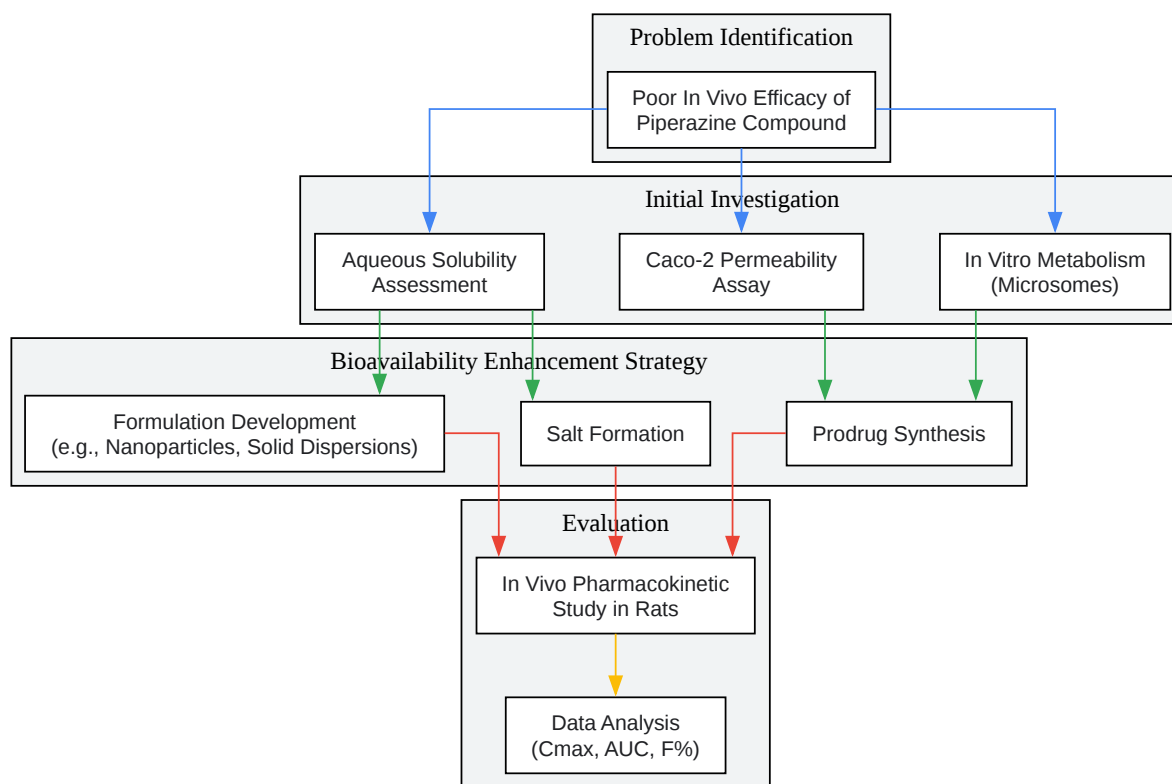 Problem Identification
Poor In Vivo Efficacy of
Piperazine Compound
Initial Investigation
Aqueous Solubility
Assessment
Caco-2 Permeability
Assay
In Vitro Metabolism
(Microsomes)
Bioavailability Enhancement Strategy
Formulation Development
(e.g., Nanoparticles, Solid Dispersions)
Salt Formation
Prodrug Synthesis
Evaluation
In Vivo Pharmacokinetic
Study in Rats
Data Analysis
(Cmax, AUC, F%)